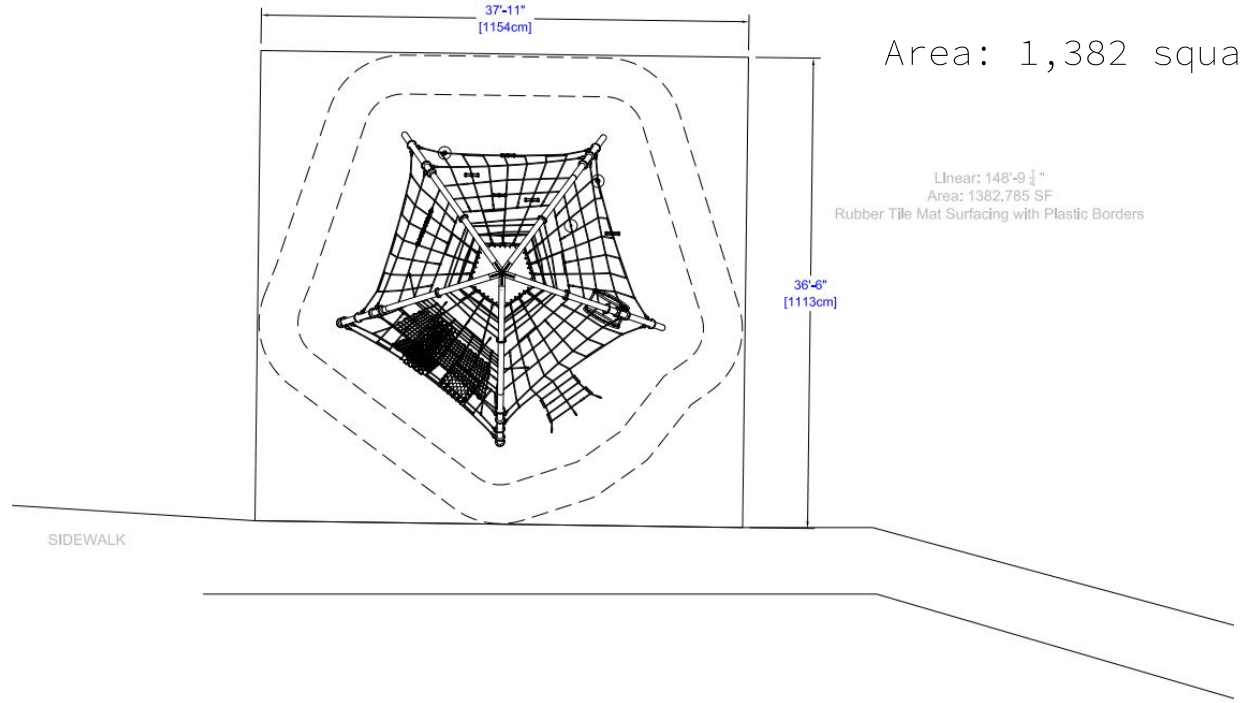 37'-11"
[1154cm]
Area: 1,382 squa
Linear: 148'-9 1/4"
Area: 1382.785 SF
Rubber Tile Mat Surfacing with Plastic Borders
36'-6"
[1113cm]
SIDEWALK